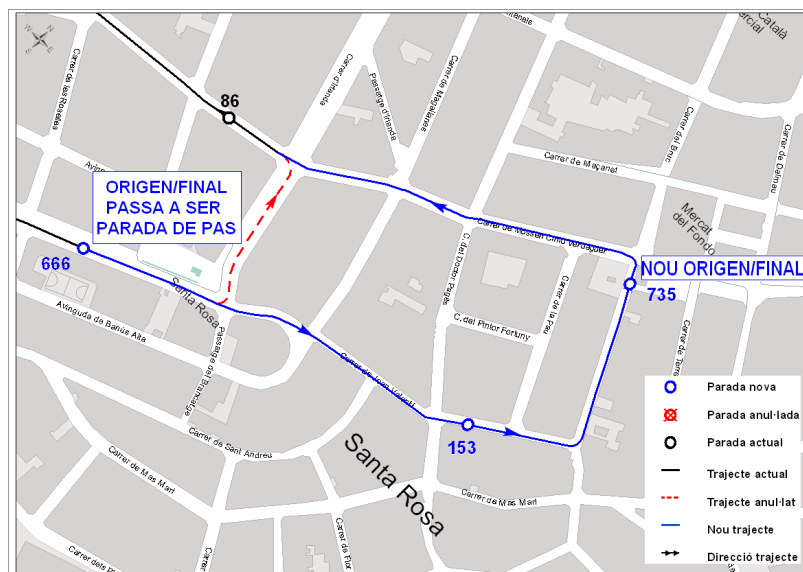 Català
Carrer d'Irlanda
Carrer de Magallanes
Passatge d'Irlanda
Carrer de les Roselles
86
Carrer del Bruc
Carrer de Dalmau
Carrer de Maçanet
ORIGEN/FINAL
PASSA A SER
PARADA DE PAS
Mercat
del Fondo
Carrer de Mossèn Cinto Verdaguer
C. del Doctor Pagès
NOU ORIGEN/FINAL
666
735
Santa Rosa
Carrer de la Pau
Avinguda de Banús Alta
C. del Pintor Fortuny
Passatge del Brancatge
Carrer de Joan Valentí
Parada nova
Parada anul·lada
153
Carrer de Sant Andreu
Parada actual
Santa Rosa
Carrer de Mas Marí
Trajecte actual
Carrer de Mas Marí
Trajecte anul·lat
Nou trajecte
Direcció trajecte